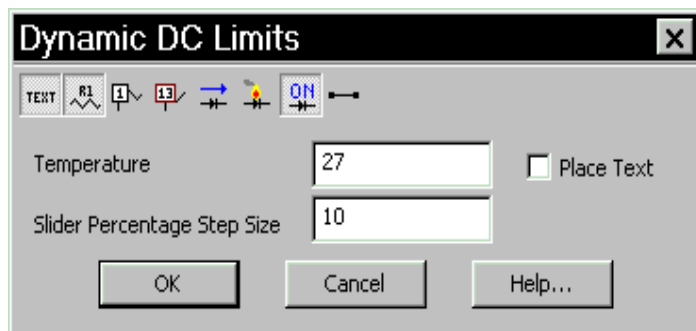 Dynamic DC Limits
TEXT R1 1 13 ON
Temperature 27 Place Text
Slider Percentage Step Size 10
OK Cancel Help...